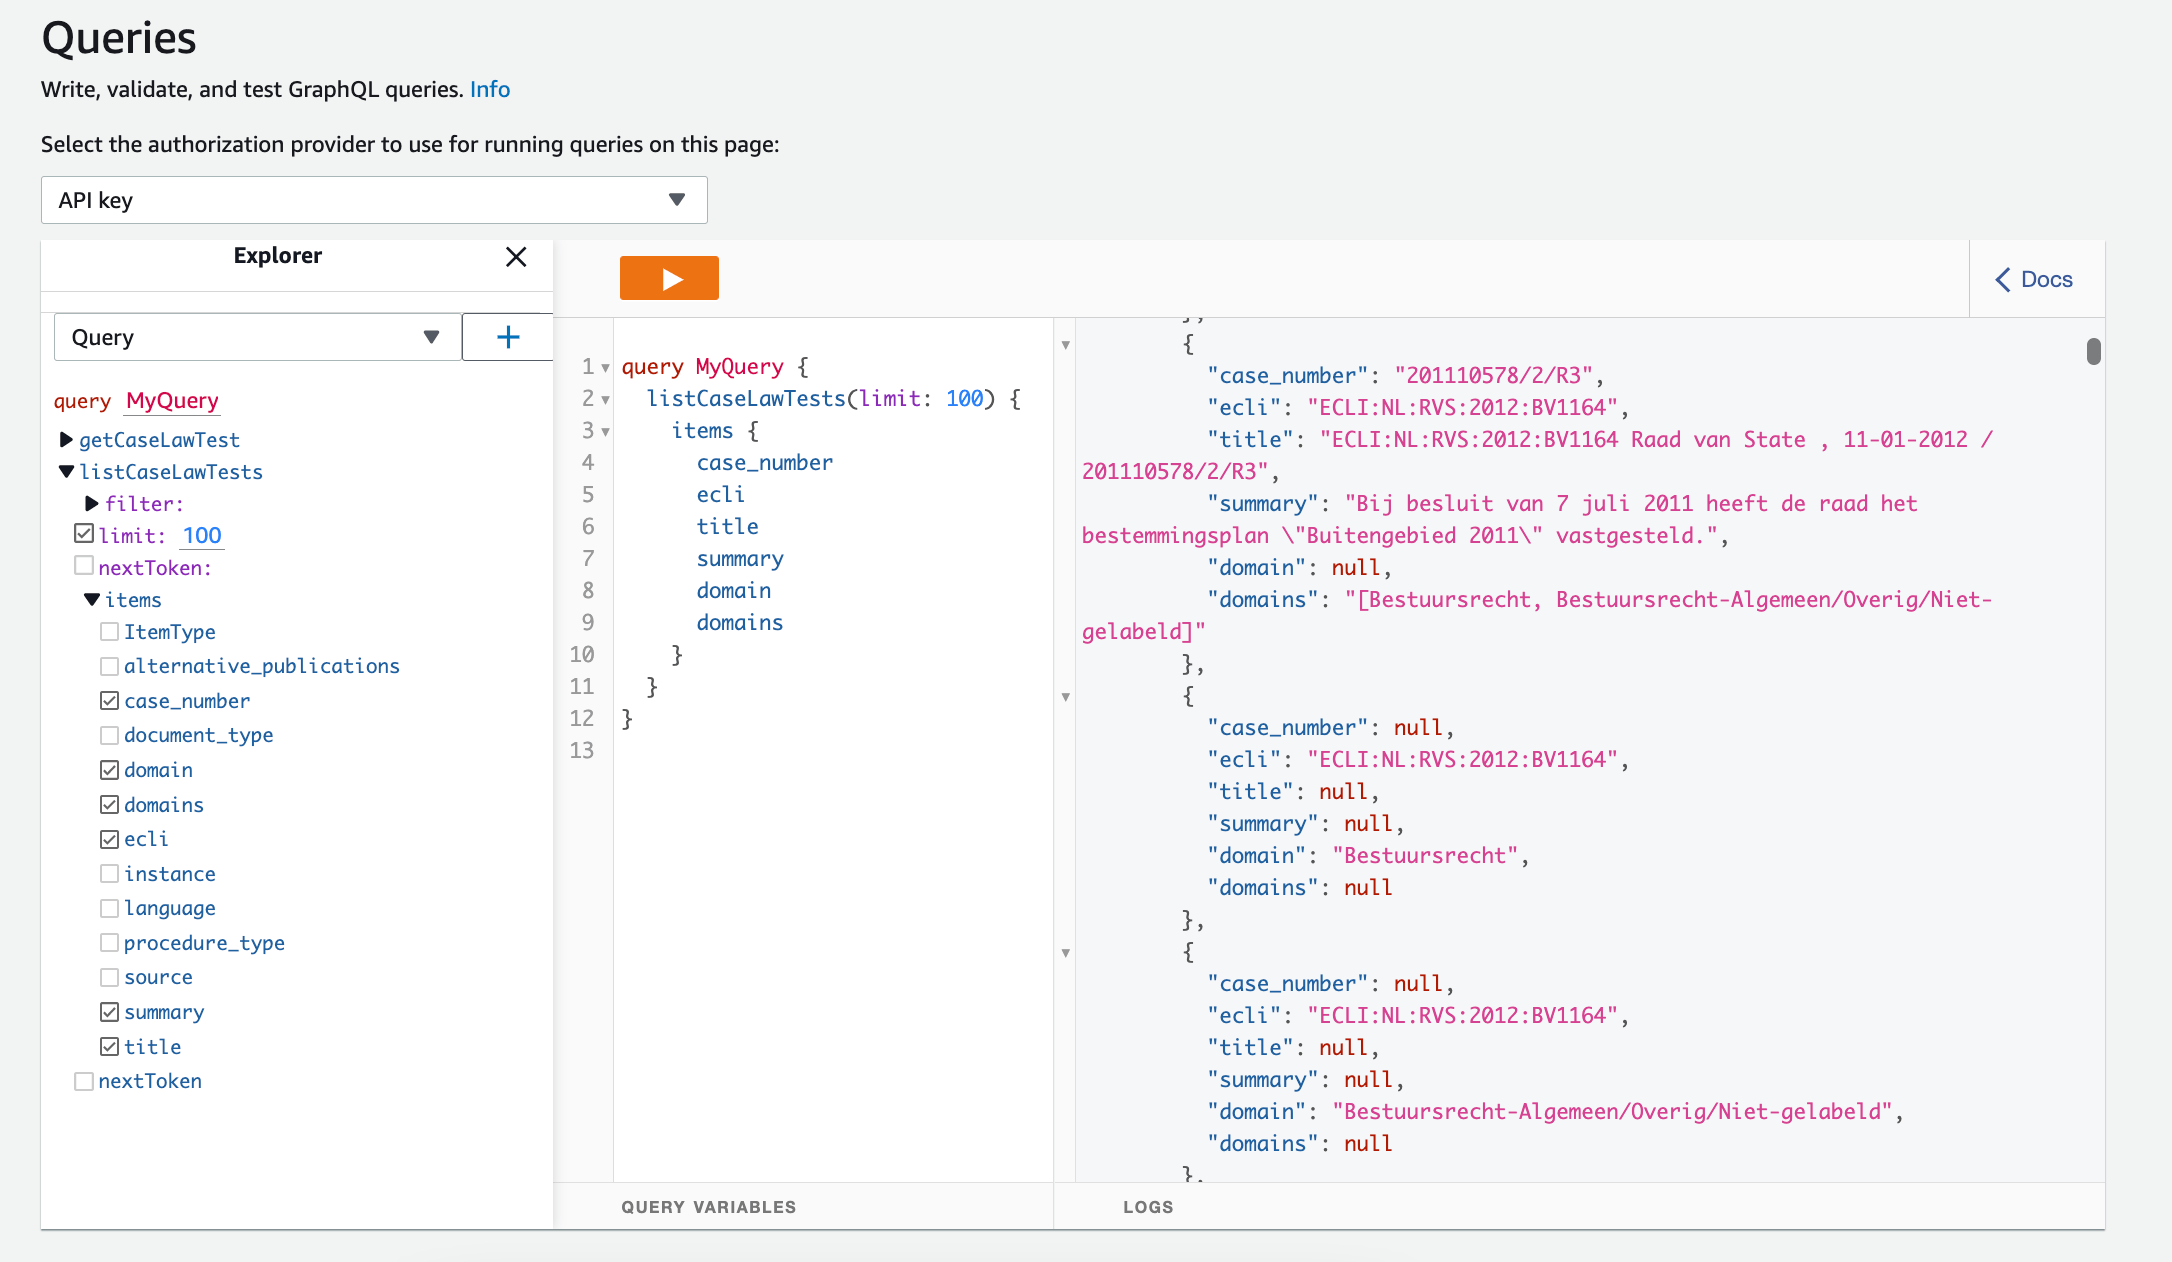 Queries
Write, validate, and test GraphQL queries. Info
Select the authorization provider to use for running queries on this page:
API key
Explorer
Query
query MyQuery
getCaseLawTest
listCaseLawTests
filter:
limit: 100
nextToken:
items
ItemType
alternative_publications
case_number
document_type
domain
domains
ecli
instance
language
procedure_type
source
summary
title
nextToken
Docs
1 query MyQuery {
2 listCaseLawTests(limit: 100) {
3 items {
4 case_number
5 ecli
6 title
7 summary
8 domain
9 domains
10 }
11 }
12 }
13
QUERY VARIABLES
},
{
"case_number": "201110578/2/R3",
"ecli": "ECLI:NL:RVS:2012:BV1164",
"title": "ECLI:NL:RVS:2012:BV1164 Raad van State , 11-01-2012 /
201110578/2/R3",
"summary": "Bij besluit van 7 juli 2011 heeft de raad het
bestemmingsplan \"Buitengebied 2011\" vastgesteld.",
"domain": null,
"domains": "[Bestuursrecht, Bestuursrecht-Algemeen/Overig/Niet-
gelabeld]"
},
{
"case_number": null,
"ecli": "ECLI:NL:RVS:2012:BV1164",
"title": null,
"summary": null,
"domain": "Bestuursrecht",
"domains": null
},
{
"case_number": null,
"ecli": "ECLI:NL:RVS:2012:BV1164",
"title": null,
"summary": null,
"domain": "Bestuursrecht-Algemeen/Overig/Niet-gelabeld",
"domains": null
},
LOGS